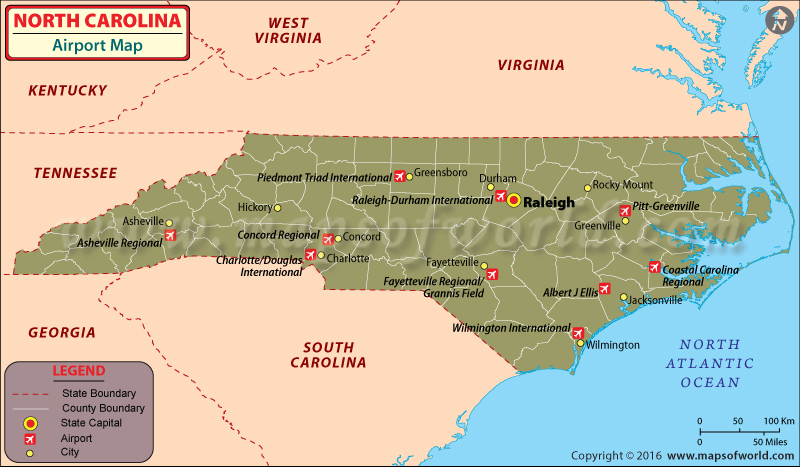 NORTH CAROLINA
Airport Map
WEST
VIRGINIA
N
VIRGINIA
KENTUCKY
TENNESSEE
Piedmont Triad International
Greensboro
Durham
Raleigh-Durham International
Raleigh
Rocky Mount
Pitt-Greenville
Greenville
Hickory
Asheville
Asheville Regional
Concord Regional
Concord
Charlotte/Douglas
International
Charlotte
www.mapsofworld.com
Fayetteville
Fayetteville Regional/
Grannis Field
Albert J Ellis
Coastal Carolina
Regional
Jacksonville
Wilmington International
Wilmington
GEORGIA
SOUTH
CAROLINA
NORTH
ATLANTIC
OCEAN
LEGEND
State Boundary
County Boundary
State Capital
Airport
City
0 50 100 Km
0 50 Miles
Copyright © 2016 www.mapsofworld.com